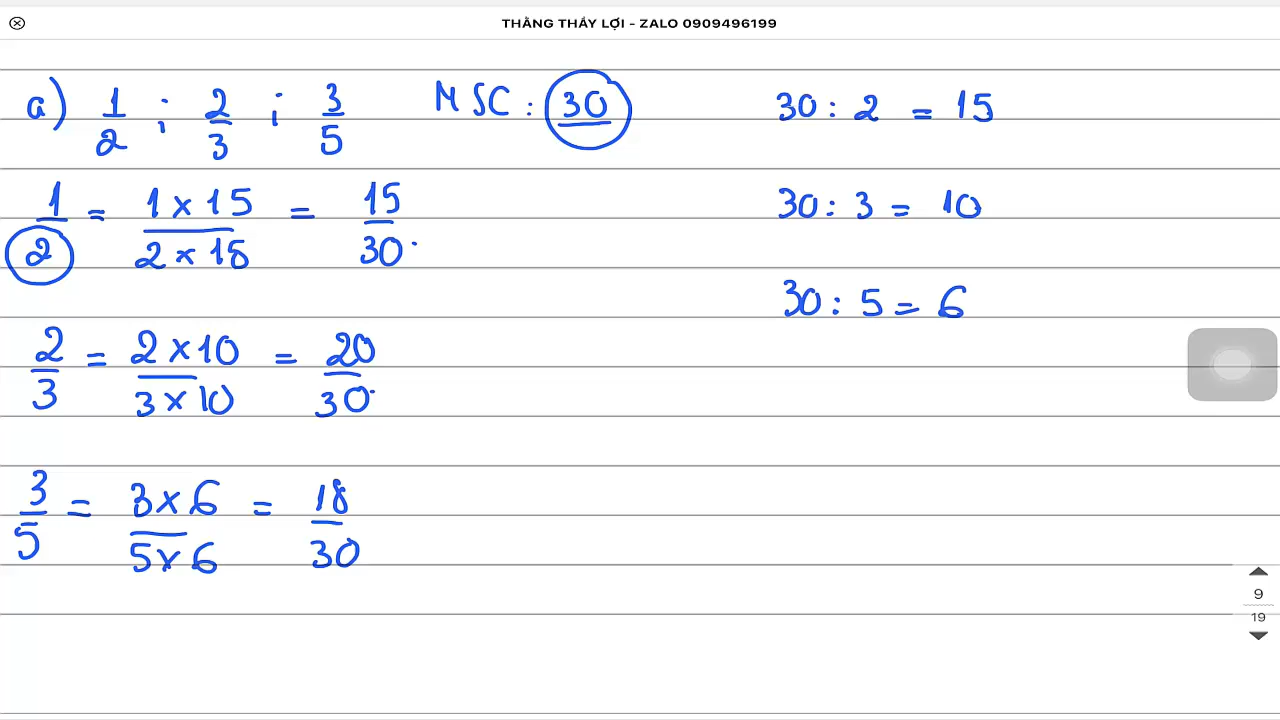 THẦNG THẦY LỢI - ZALO 0909496199
a) 1/2 ; 2/3 ; 3/5 MSC : 30
30 : 2 = 15
1/2 = 1 x 15 / 2 x 15 = 15/30
30 : 3 = 10
30 : 5 = 6
2/3 = 2 x 10 / 3 x 10 = 20/30
3/5 = 3 x 6 / 5 x 6 = 18/30
9
19